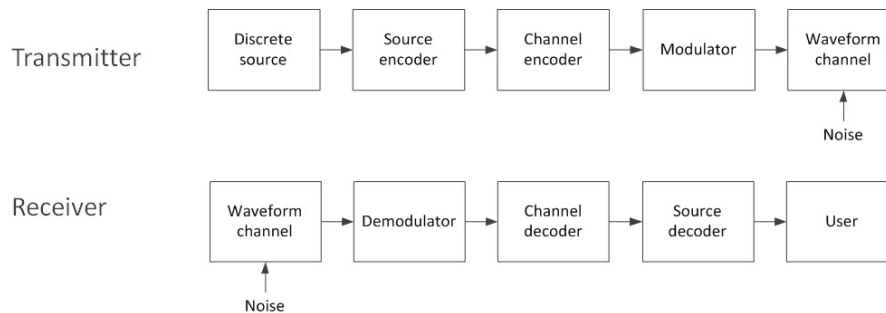 Transmitter
Discrete
source
Source
encoder
Channel
encoder
Modulator
Waveform
channel
Noise
Receiver
Waveform
channel
Demodulator
Channel
decoder
Source
decoder
User
Noise